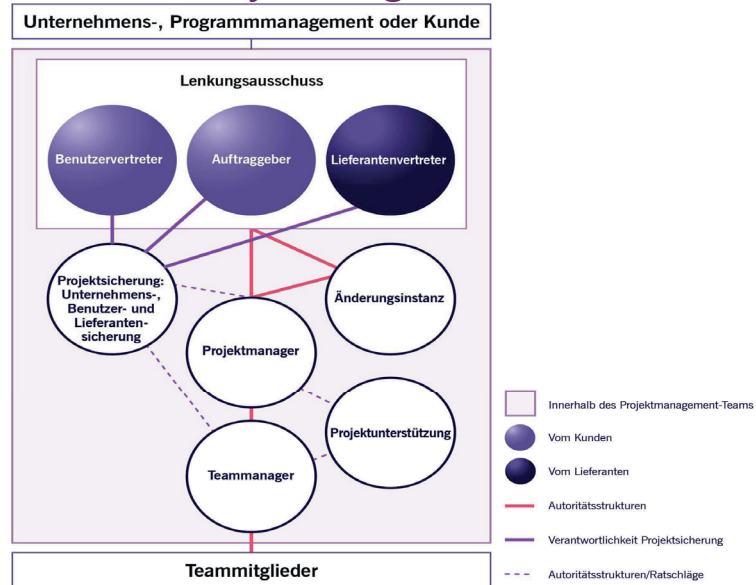 Unternehmens-, Programmmanagement oder Kunde
Lenkungsausschuss
Benutzervertreter
Auftraggeber
Lieferantenvertreter
Projektsicherung:
Unternehmens-,
Benutzer- und
Lieferanten-
sicherung
Änderungsinstanz
Projektmanager
Projektunterstützung
Teammanager
Teammitglieder
Innerhalb des Projektmanagement-Teams
Vom Kunden
Vom Lieferanten
Autoritätsstrukturen
Verantwortlichkeit Projektsicherung
Autoritätsstrukturen/Ratschläge